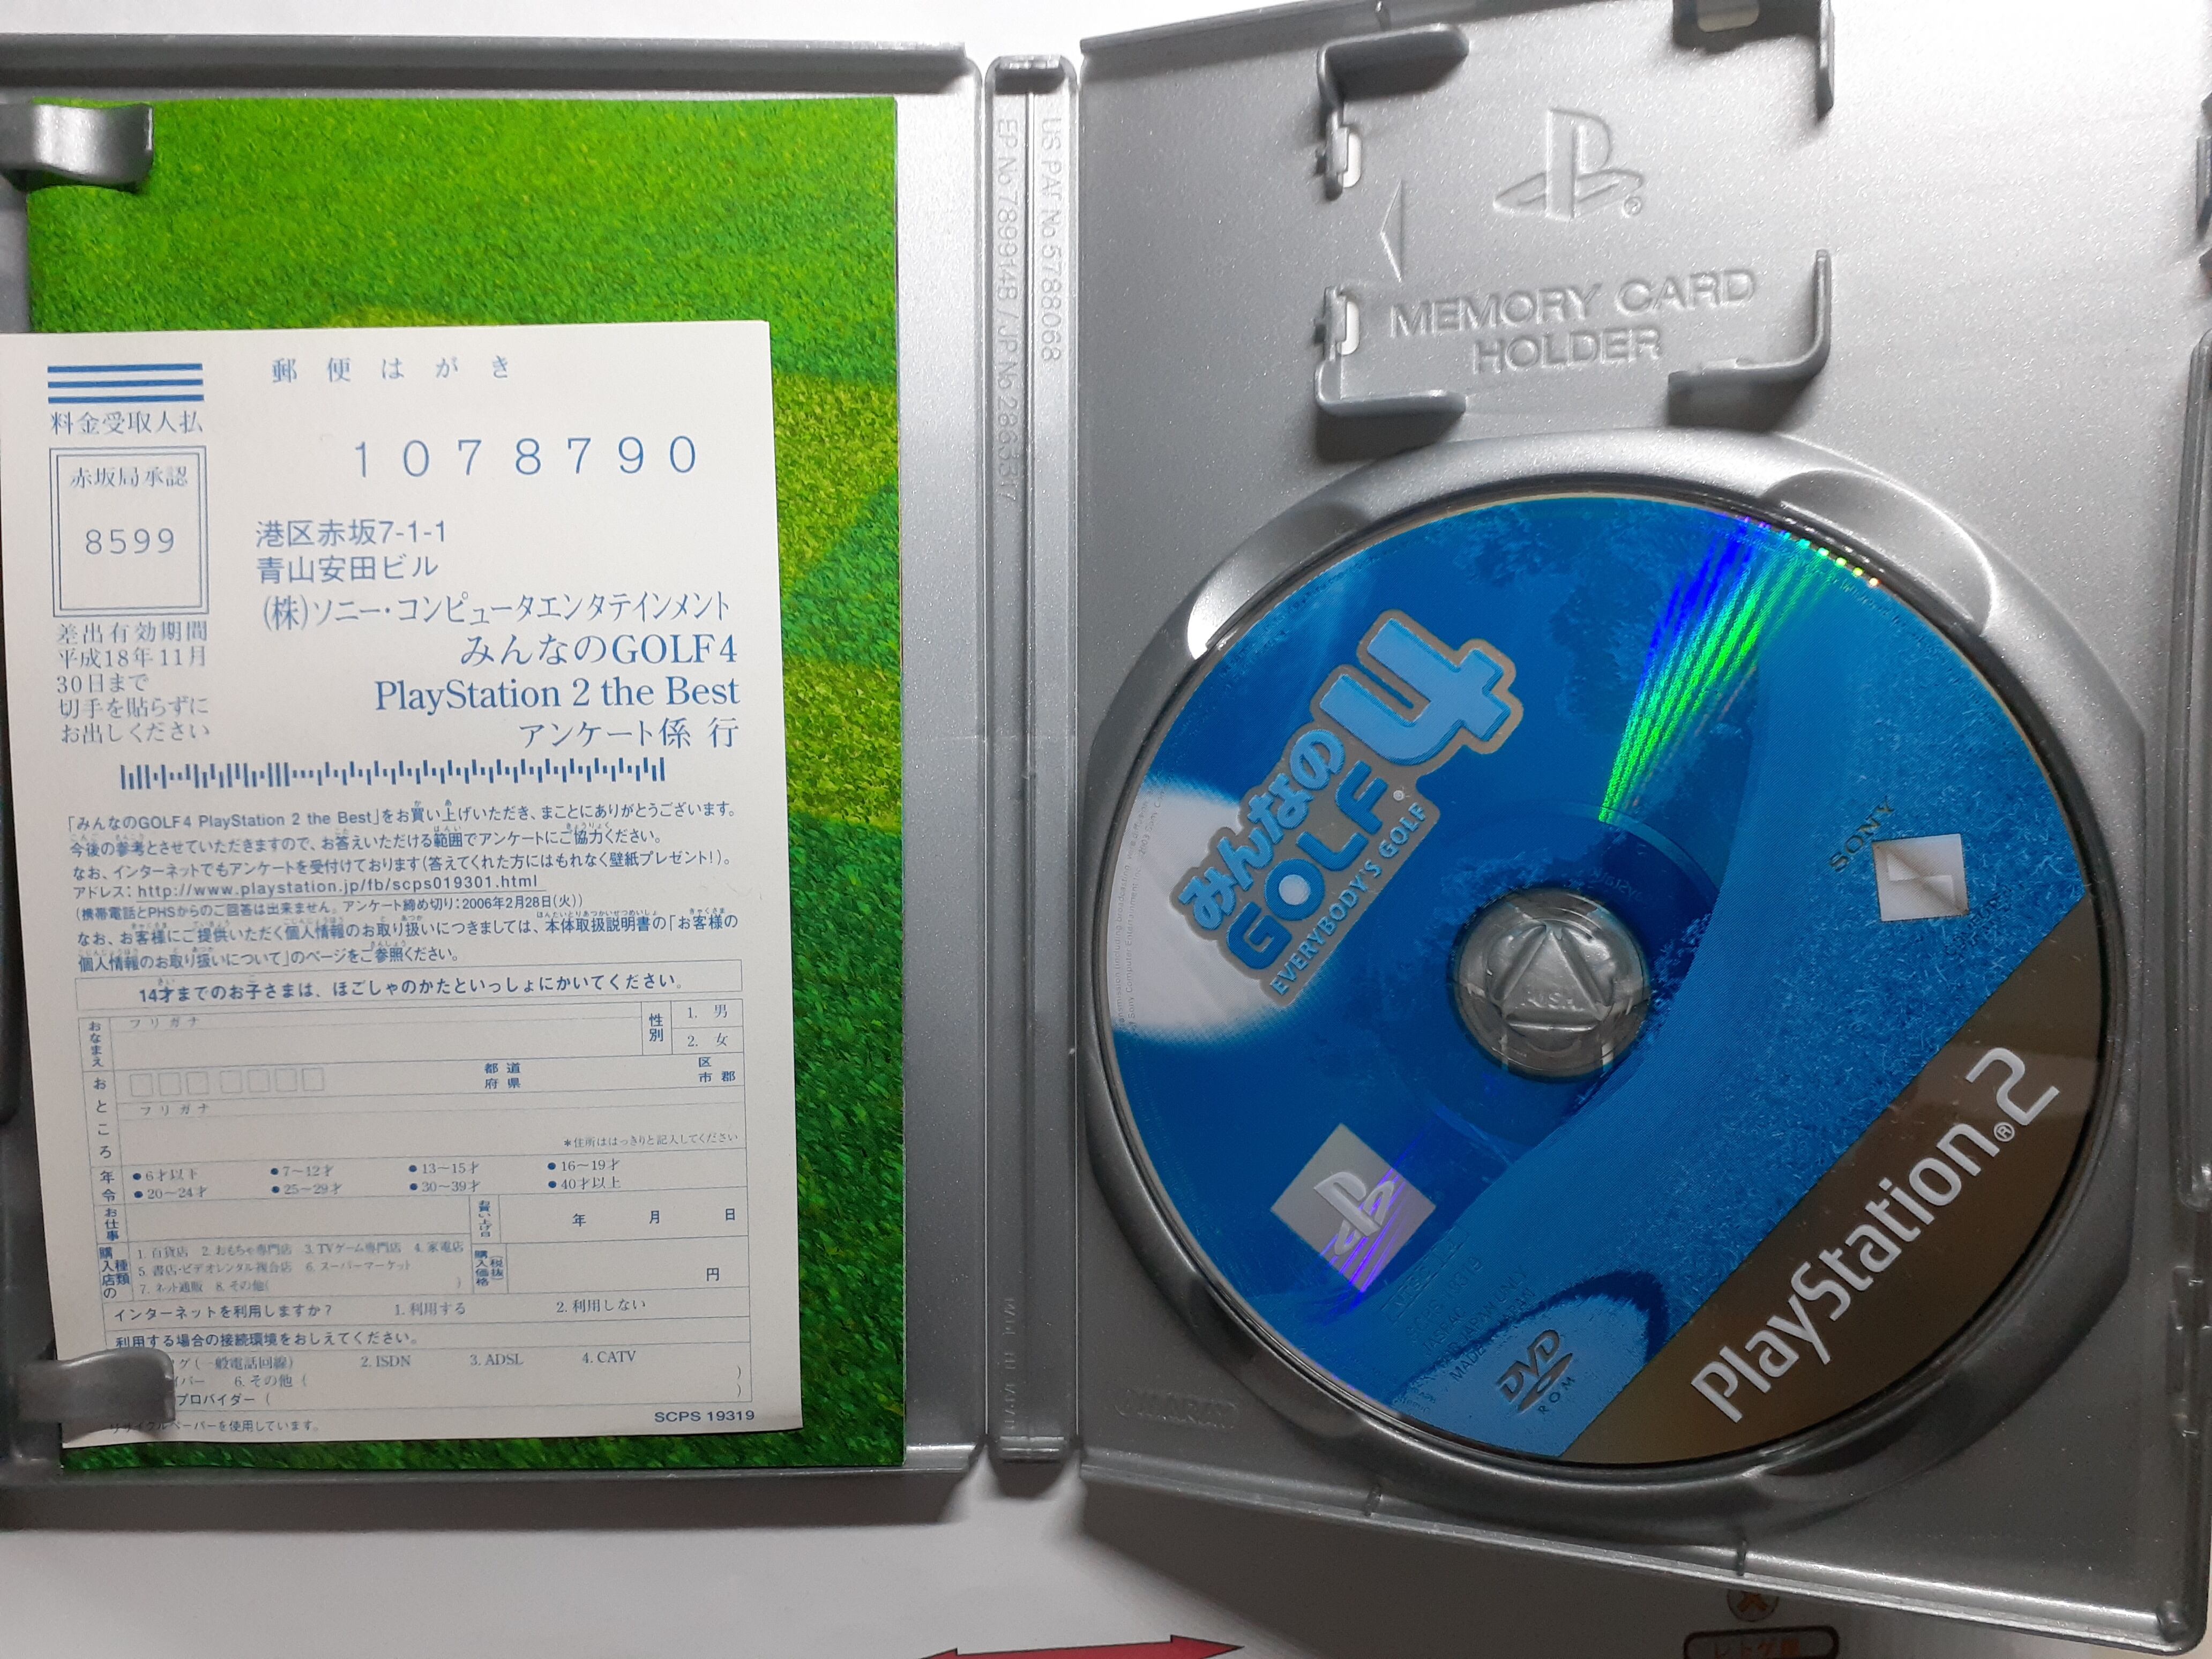 郵便はがき
料金受取人払
赤坂局承認
8599
差出有効期間
平成18年11月
30日まで
切手を貼らずに
お出しください
1078790
港区赤坂7-1-1
青山安田ビル
(株)ソニー・コンピュータエンタテインメント
みんなのGOLF4
PlayStation 2 the Best
アンケート係 行
「みんなのGOLF4 PlayStation 2 the Best」をお買い上げいただき、まことにありがとうございます。
今後の参考とさせていただきますので、お答えいただける範囲でアンケートにご協力ください。
なお、インターネットでもアンケートを受付けております(答えてくれた方にはもれなく壁紙プレゼント!)。
アドレス: http://www.playstation.jp/fb/scps019301.html
(携帯電話とPHSからのご回答は出来ません。アンケート締め切り:2006年2月28日(火))
なお、お客様にご提供いただく個人情報のお取り扱いにつきましては、本体取扱説明書の「お客様の
個人情報のお取り扱いについて」のページをご参照ください。
14才までのお子さまは、ほごしゃのかたといっしょにかいてください。
おなまえ
フリガナ
性別
1. 男
2. 女
おところ
都道
府県
区
市郡
フリガナ
*住所ははっきりと記入してください
年令
●6才以下 ●7〜12才 ●13〜15才 ●16〜19才
●20〜24才 ●25〜29才 ●30〜39才 ●40才以上
お仕事
お買い上げ日
年 月 日
購入店の種類
1. 百貨店 2. おもちゃ専門店 3. TVゲーム専門店 4. 家電店
5. 書店・ビデオレンタル複合店 6. スーパーマーケット
7. ネット通販 8. その他( )
購入価格(税抜)
円
インターネットを利用しますか? 1. 利用する 2. 利用しない
利用する場合の接続環境をおしえてください。
グ(一般電話回線) 2. ISDN 3. ADSL 4. CATV
バー 6. その他( )
プロバイダー( )
リサイクルペーパーを使用しています。
SCPS 19319
US PAT No 5788068
EP No 789914B / JP No 2863317
MEMORY CARD
HOLDER
みんなの
GOLF 4
EVERYBODY'S GOLF
SONY
PUSH
DVD
ROM
PlayStation®2